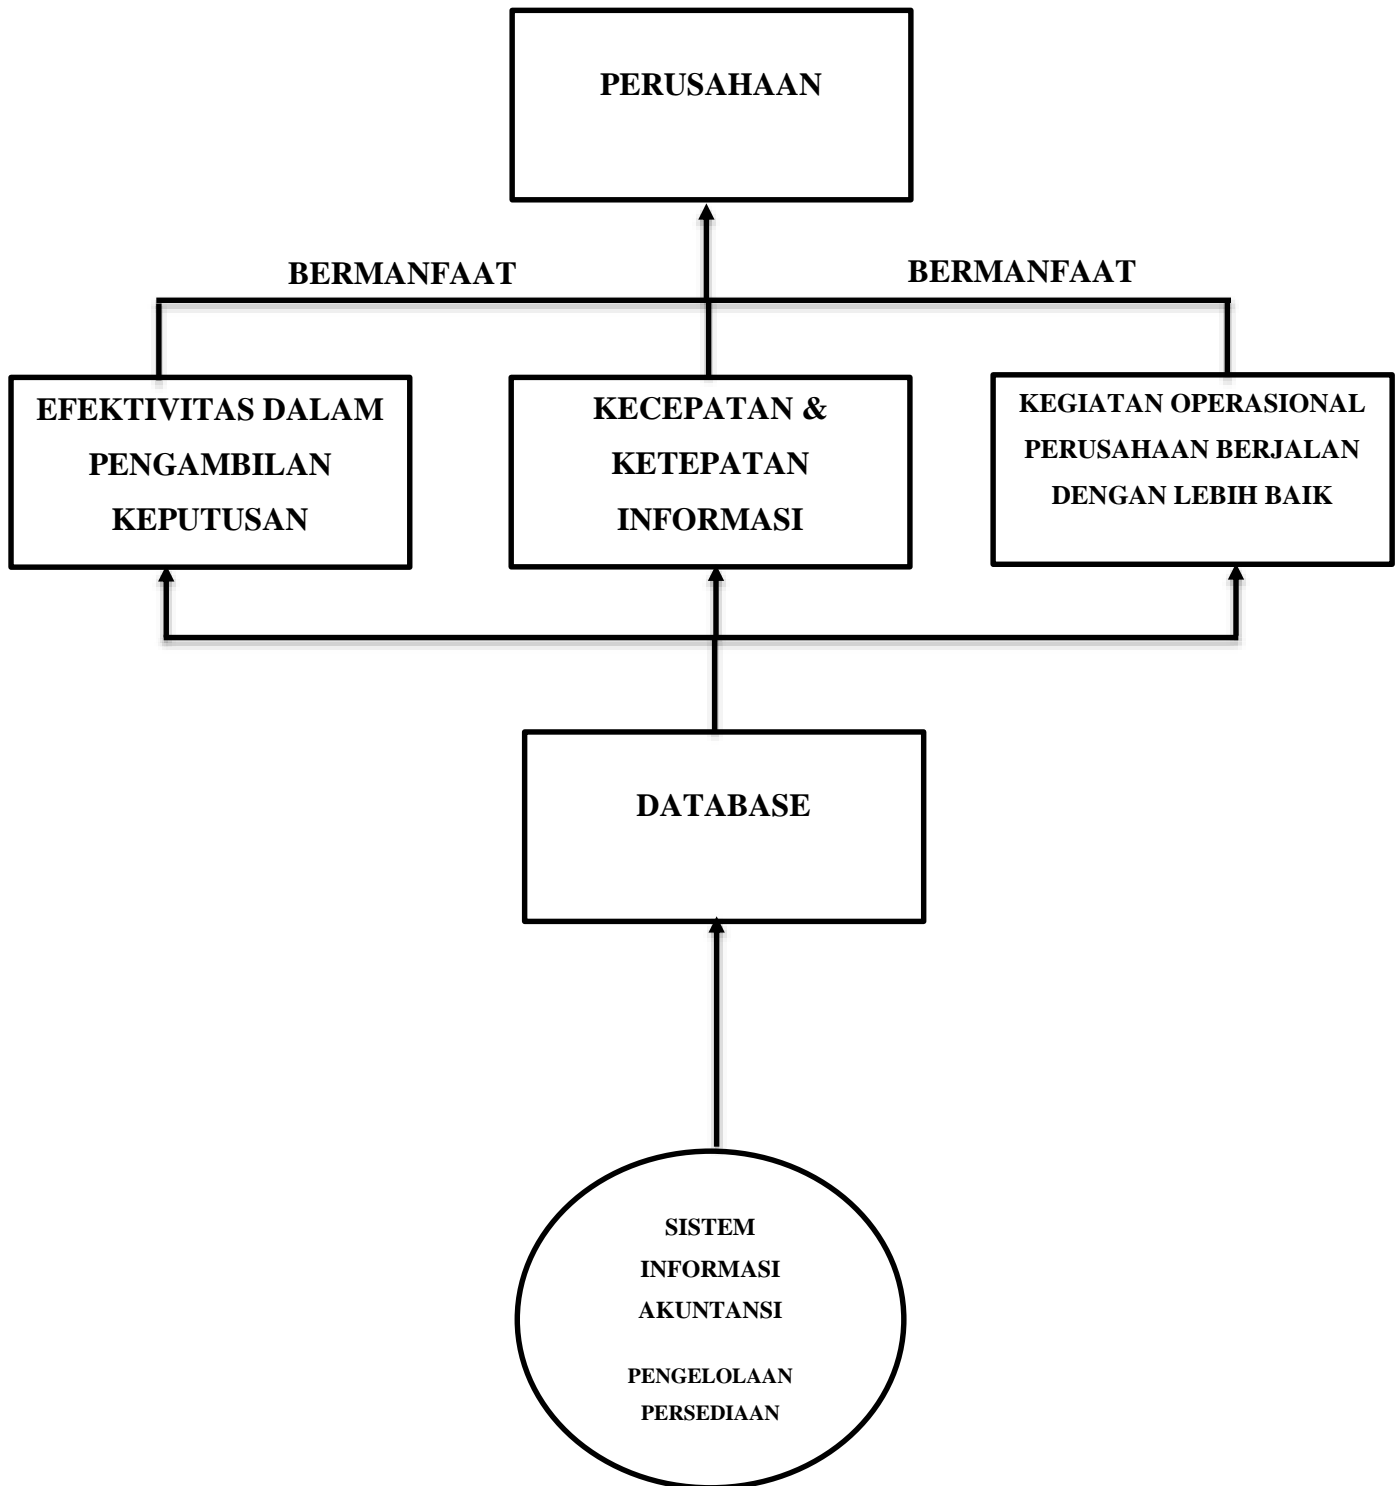 PERUSAHAAN
BERMANFAAT
BERMANFAAT
EFEKTIVITAS DALAM
PENGAMBILAN
KEPUTUSAN
KECEPATAN &
KETEPATAN
INFORMASI
KEGIATAN OPERASIONAL
PERUSAHAAN BERJALAN
DENGAN LEBIH BAIK
DATABASE
SISTEM
INFORMASI
AKUNTANSI
PENGELOLAAN
PERSEDIAAN